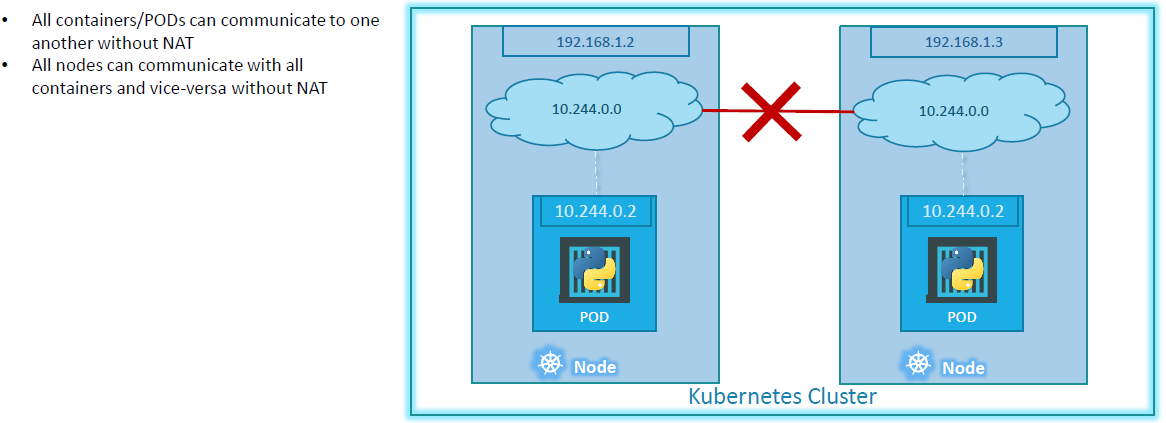 • All containers/PODs can communicate to one
another without NAT
• All nodes can communicate with all
containers and vice-versa without NAT
192.168.1.2
192.168.1.3
10.244.0.0
10.244.0.0
10.244.0.2
10.244.0.2
POD
POD
Node
Node
Kubernetes Cluster